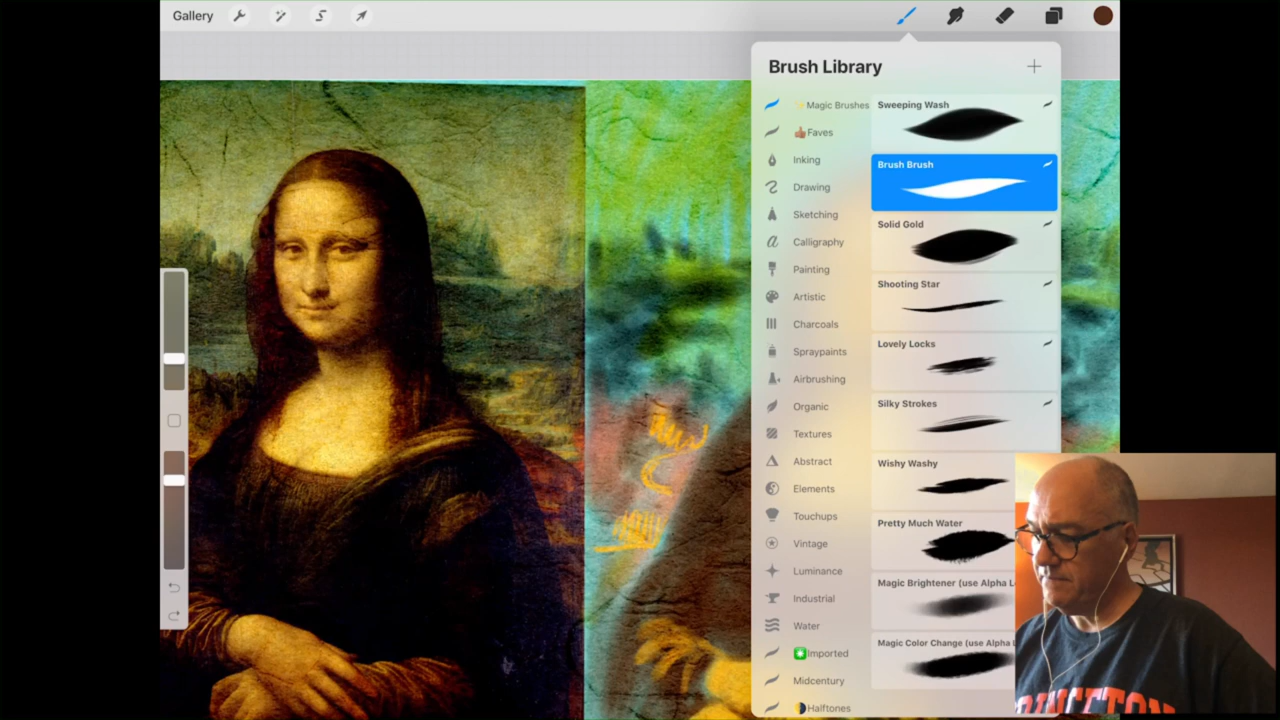 Gallery
Brush Library
Magic Brushes
Faves
Inking
Drawing
Sketching
Calligraphy
Painting
Artistic
Charcoals
Spraypaints
Airbrushing
Organic
Textures
Abstract
Elements
Touchups
Vintage
Luminance
Industrial
Water
Imported
Midcentury
Halftones
Sweeping Wash
Brush Brush
Solid Gold
Shooting Star
Lovely Locks
Silky Strokes
Wishy Washy
Pretty Much Water
Magic Brightener (use Alpha L
Magic Color Change (use Alpha L
PRINCETON